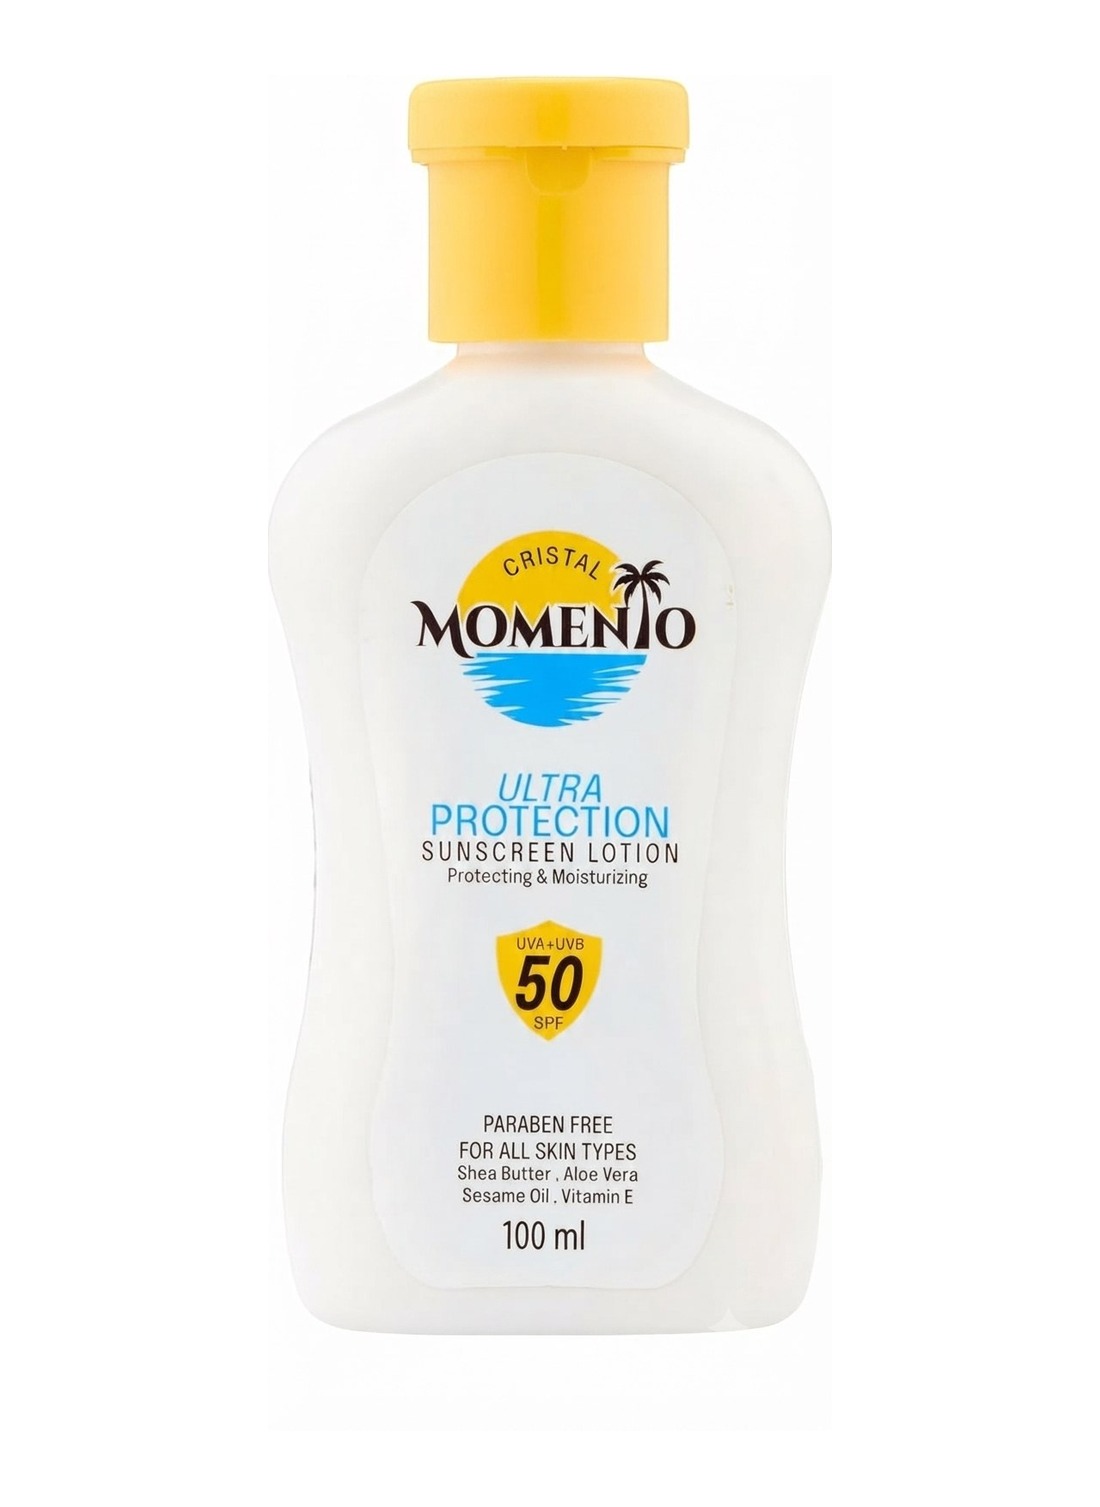 CRISTAL
MOMENTO
ULTRA
PROTECTION
SUNSCREEN LOTION
Protecting & Moisturizing
UVA+UVB
50
SPF
PARABEN FREE
FOR ALL SKIN TYPES
Shea Butter , Aloe Vera
Sesame Oil . Vitamin E
100 ml